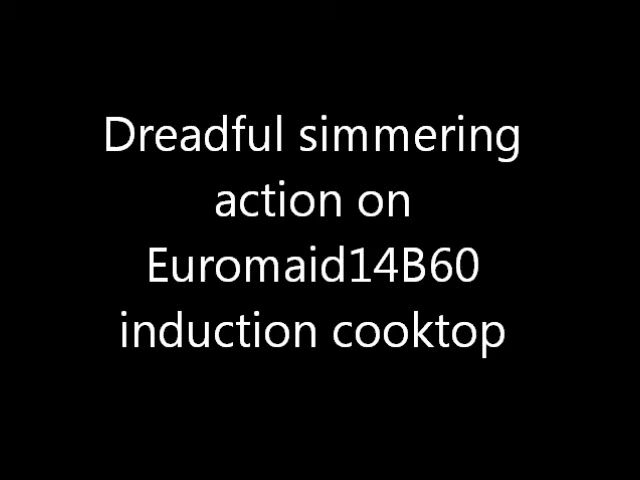 Dreadful simmering
action on
Euromaid14B60
induction cooktop